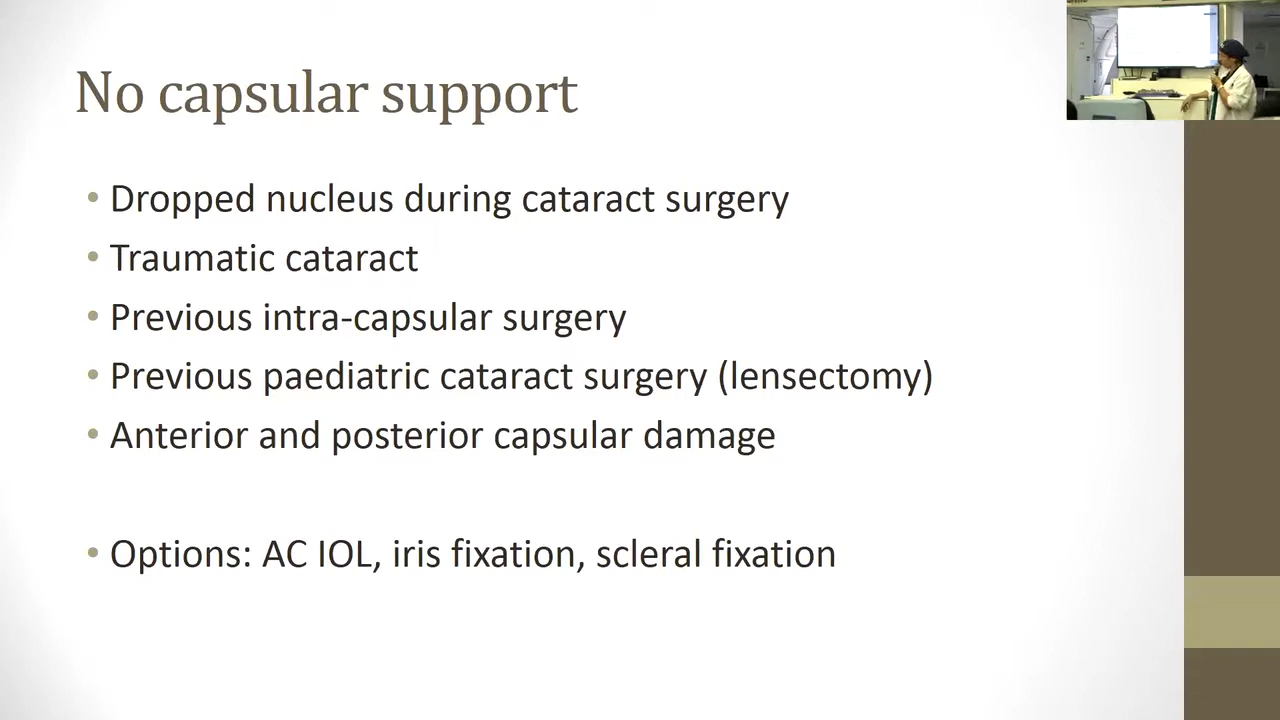 No capsular support
• Dropped nucleus during cataract surgery
• Traumatic cataract
• Previous intra-capsular surgery
• Previous paediatric cataract surgery (lensectomy)
• Anterior and posterior capsular damage
• Options: AC IOL, iris fixation, scleral fixation